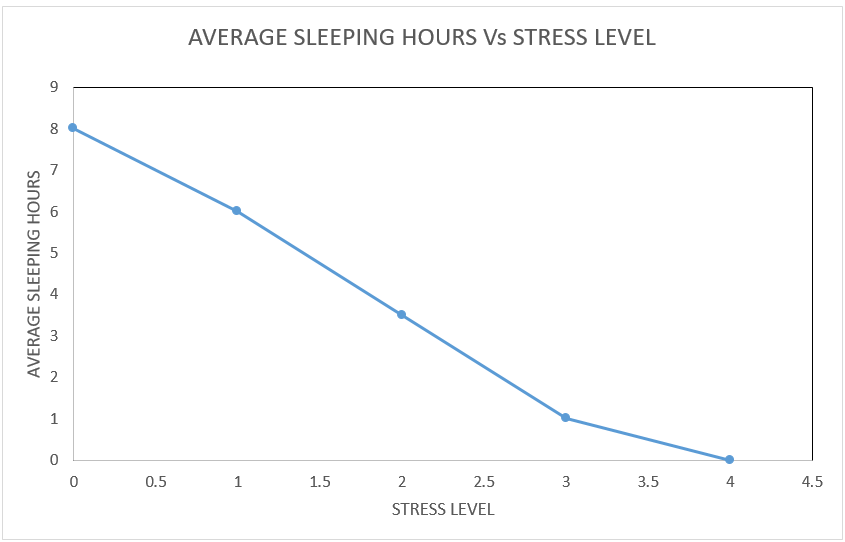 AVERAGE SLEEPING HOURS Vs STRESS LEVEL
AVERAGE SLEEPING HOURS
9
8
7
6
5
4
3
2
1
0
0 0.5 1 1.5 2 2.5 3 3.5 4 4.5
STRESS LEVEL